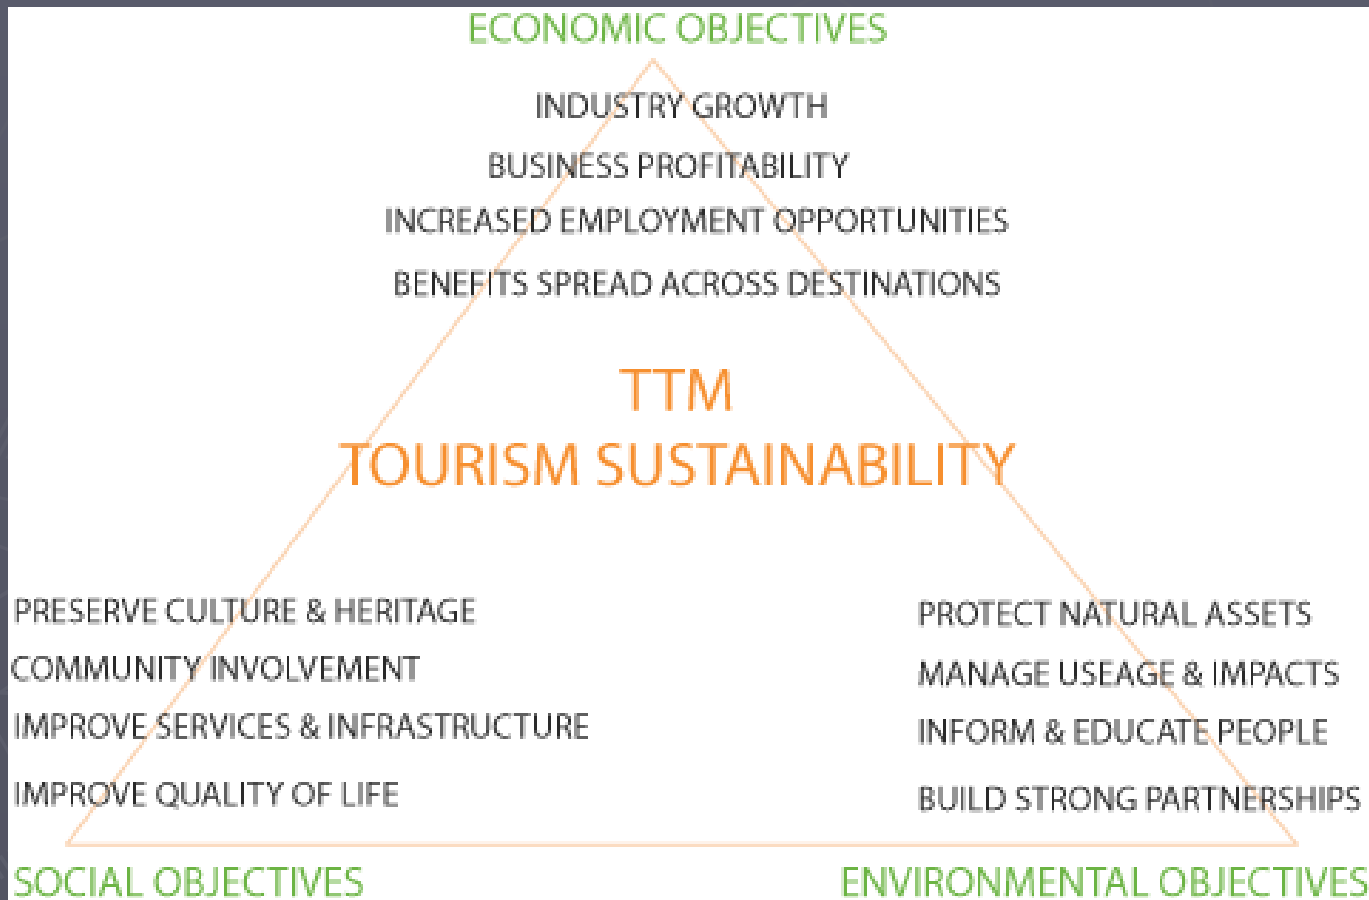 ECONOMIC OBJECTIVES
INDUSTRY GROWTH
BUSINESS PROFITABILITY
INCREASED EMPLOYMENT OPPORTUNITIES
BENEFITS SPREAD ACROSS DESTINATIONS
TTM
TOURISM SUSTAINABILITY
PRESERVE CULTURE & HERITAGE
COMMUNITY INVOLVEMENT
IMPROVE SERVICES & INFRASTRUCTURE
IMPROVE QUALITY OF LIFE
SOCIAL OBJECTIVES
PROTECT NATURAL ASSETS
MANAGE USEAGE & IMPACTS
INFORM & EDUCATE PEOPLE
BUILD STRONG PARTNERSHIPS
ENVIRONMENTAL OBJECTIVES